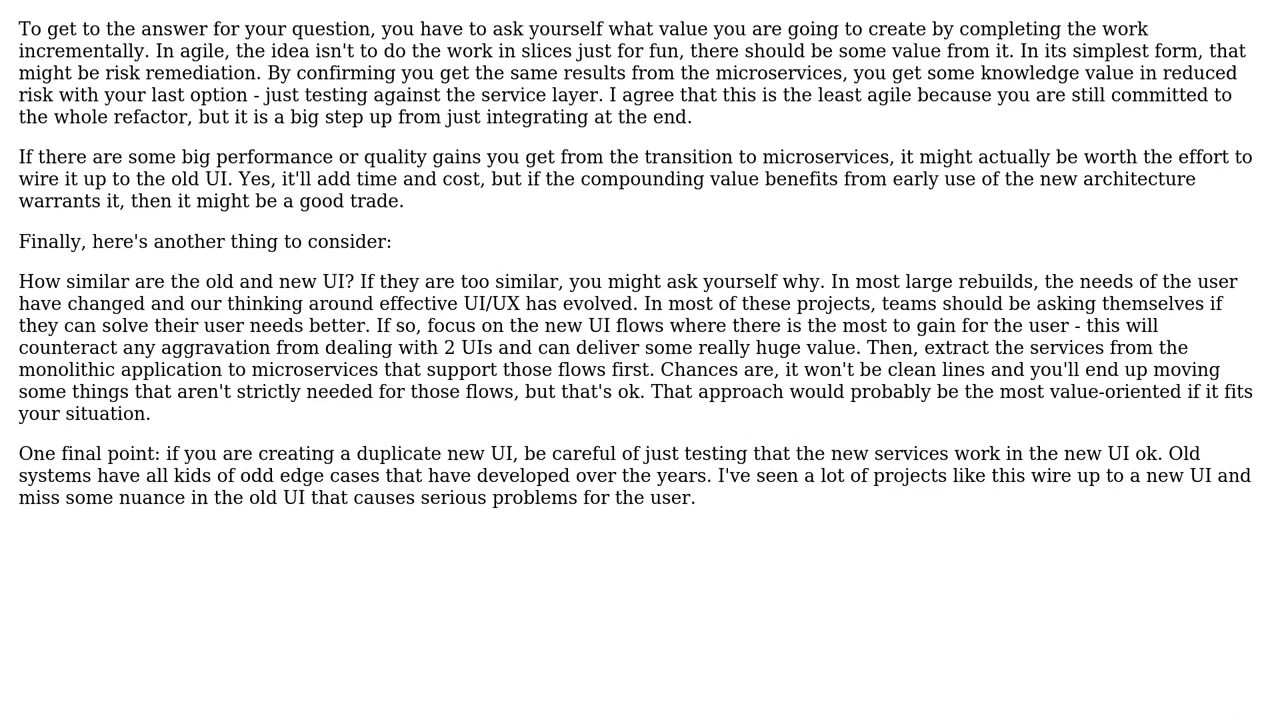 To get to the answer for your question, you have to ask yourself what value you are going to create by completing the work
incrementally. In agile, the idea isn't to do the work in slices just for fun, there should be some value from it. In its simplest form, that
might be risk remediation. By confirming you get the same results from the microservices, you get some knowledge value in reduced
risk with your last option - just testing against the service layer. I agree that this is the least agile because you are still committed to
the whole refactor, but it is a big step up from just integrating at the end.
If there are some big performance or quality gains you get from the transition to microservices, it might actually be worth the effort to
wire it up to the old UI. Yes, it'll add time and cost, but if the compounding value benefits from early use of the new architecture
warrants it, then it might be a good trade.
Finally, here's another thing to consider:
How similar are the old and new UI? If they are too similar, you might ask yourself why. In most large rebuilds, the needs of the user
have changed and our thinking around effective UI/UX has evolved. In most of these projects, teams should be asking themselves if
they can solve their user needs better. If so, focus on the new UI flows where there is the most to gain for the user - this will
counteract any aggravation from dealing with 2 UIs and can deliver some really huge value. Then, extract the services from the
monolithic application to microservices that support those flows first. Chances are, it won't be clean lines and you'll end up moving
some things that aren't strictly needed for those flows, but that's ok. That approach would probably be the most value-oriented if it fits
your situation.
One final point: if you are creating a duplicate new UI, be careful of just testing that the new services work in the new UI ok. Old
systems have all kids of odd edge cases that have developed over the years. I've seen a lot of projects like this wire up to a new UI and
miss some nuance in the old UI that causes serious problems for the user.